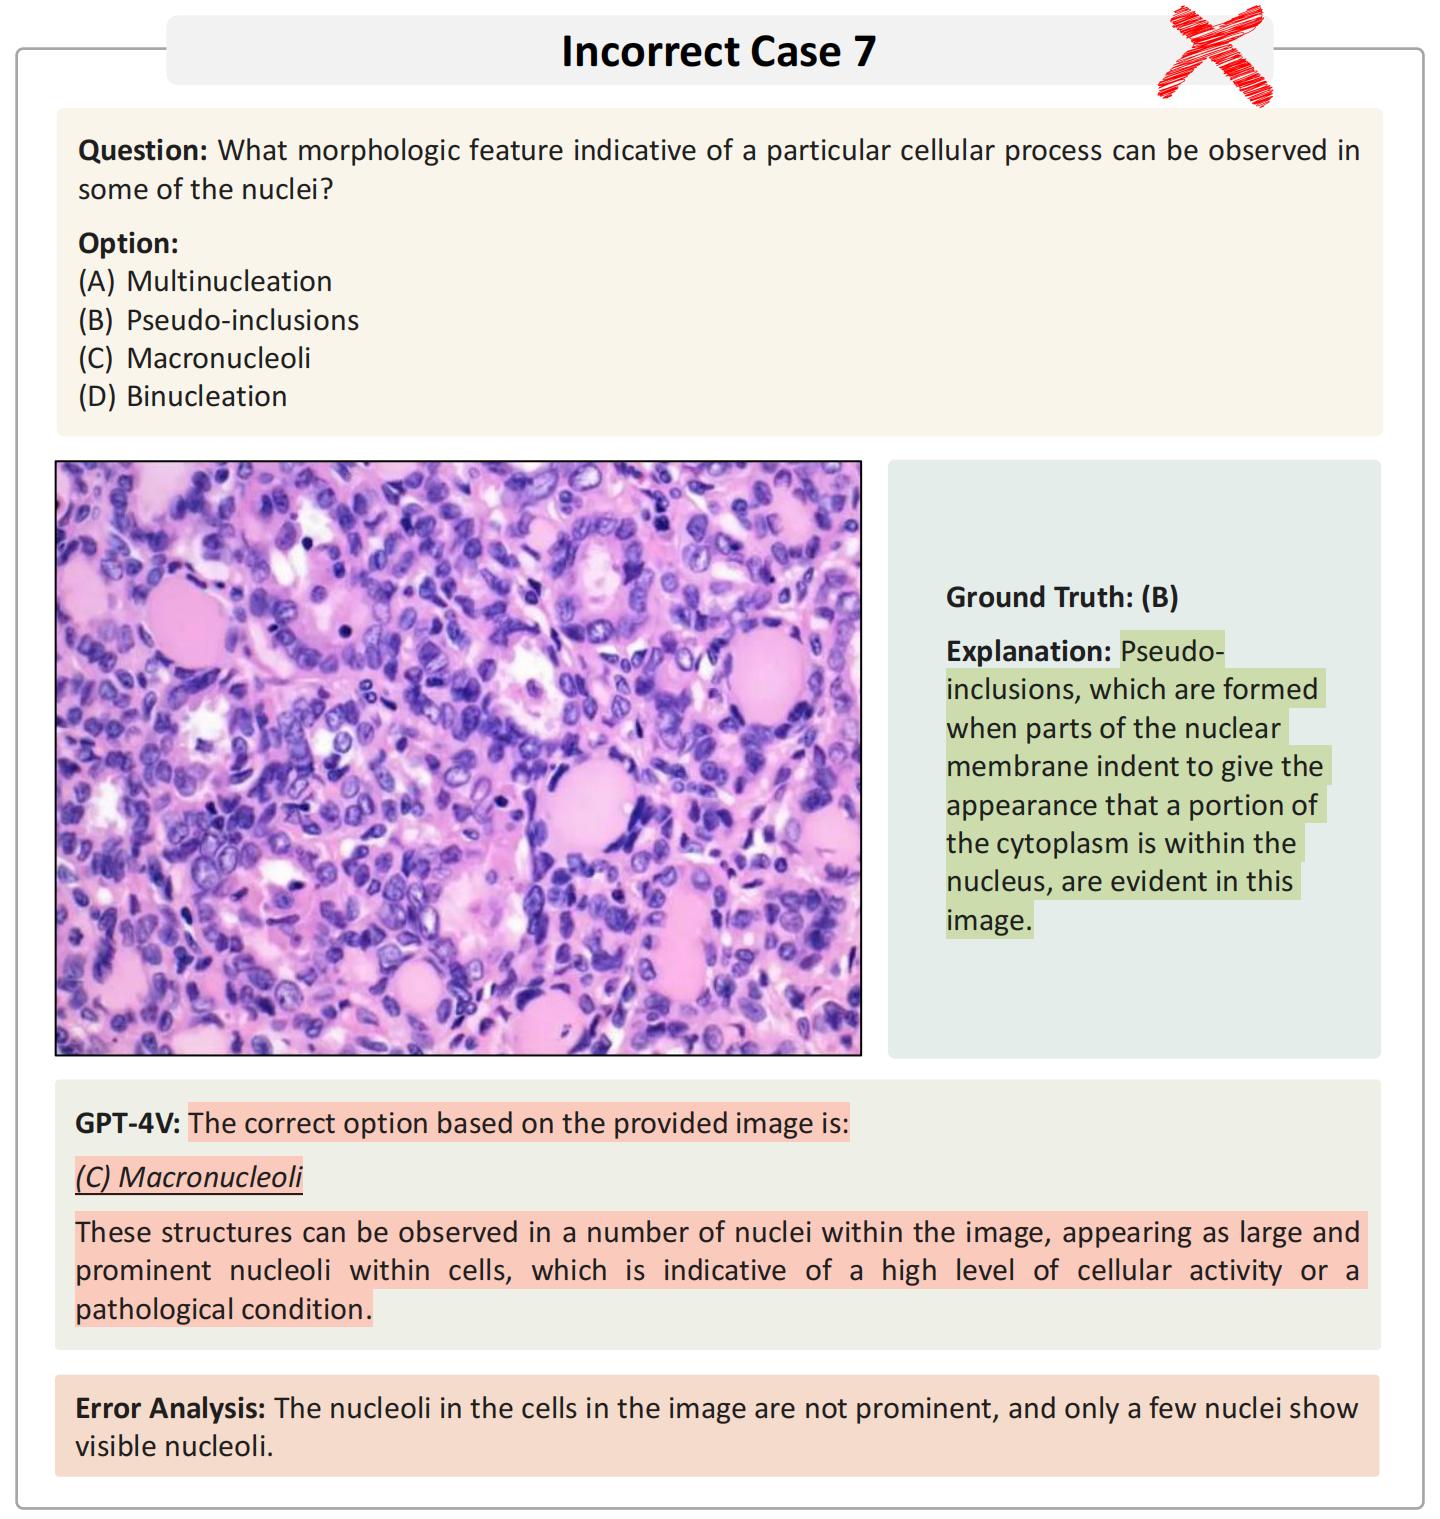 Incorrect Case 7
Question: What morphologic feature indicative of a particular cellular process can be observed in
some of the nuclei?
Option:
(A) Multinucleation
(B) Pseudo-inclusions
(C) Macronucleoli
(D) Binucleation
Ground Truth: (B)
Explanation: Pseudo-
inclusions, which are formed
when parts of the nuclear
membrane indent to give the
appearance that a portion of
the cytoplasm is within the
nucleus, are evident in this
image.
GPT-4V: The correct option based on the provided image is:
(C) Macronucleoli
These structures can be observed in a number of nuclei within the image, appearing as large and
prominent nucleoli within cells, which is indicative of a high level of cellular activity or a
pathological condition.
Error Analysis: The nucleoli in the cells in the image are not prominent, and only a few nuclei show
visible nucleoli.